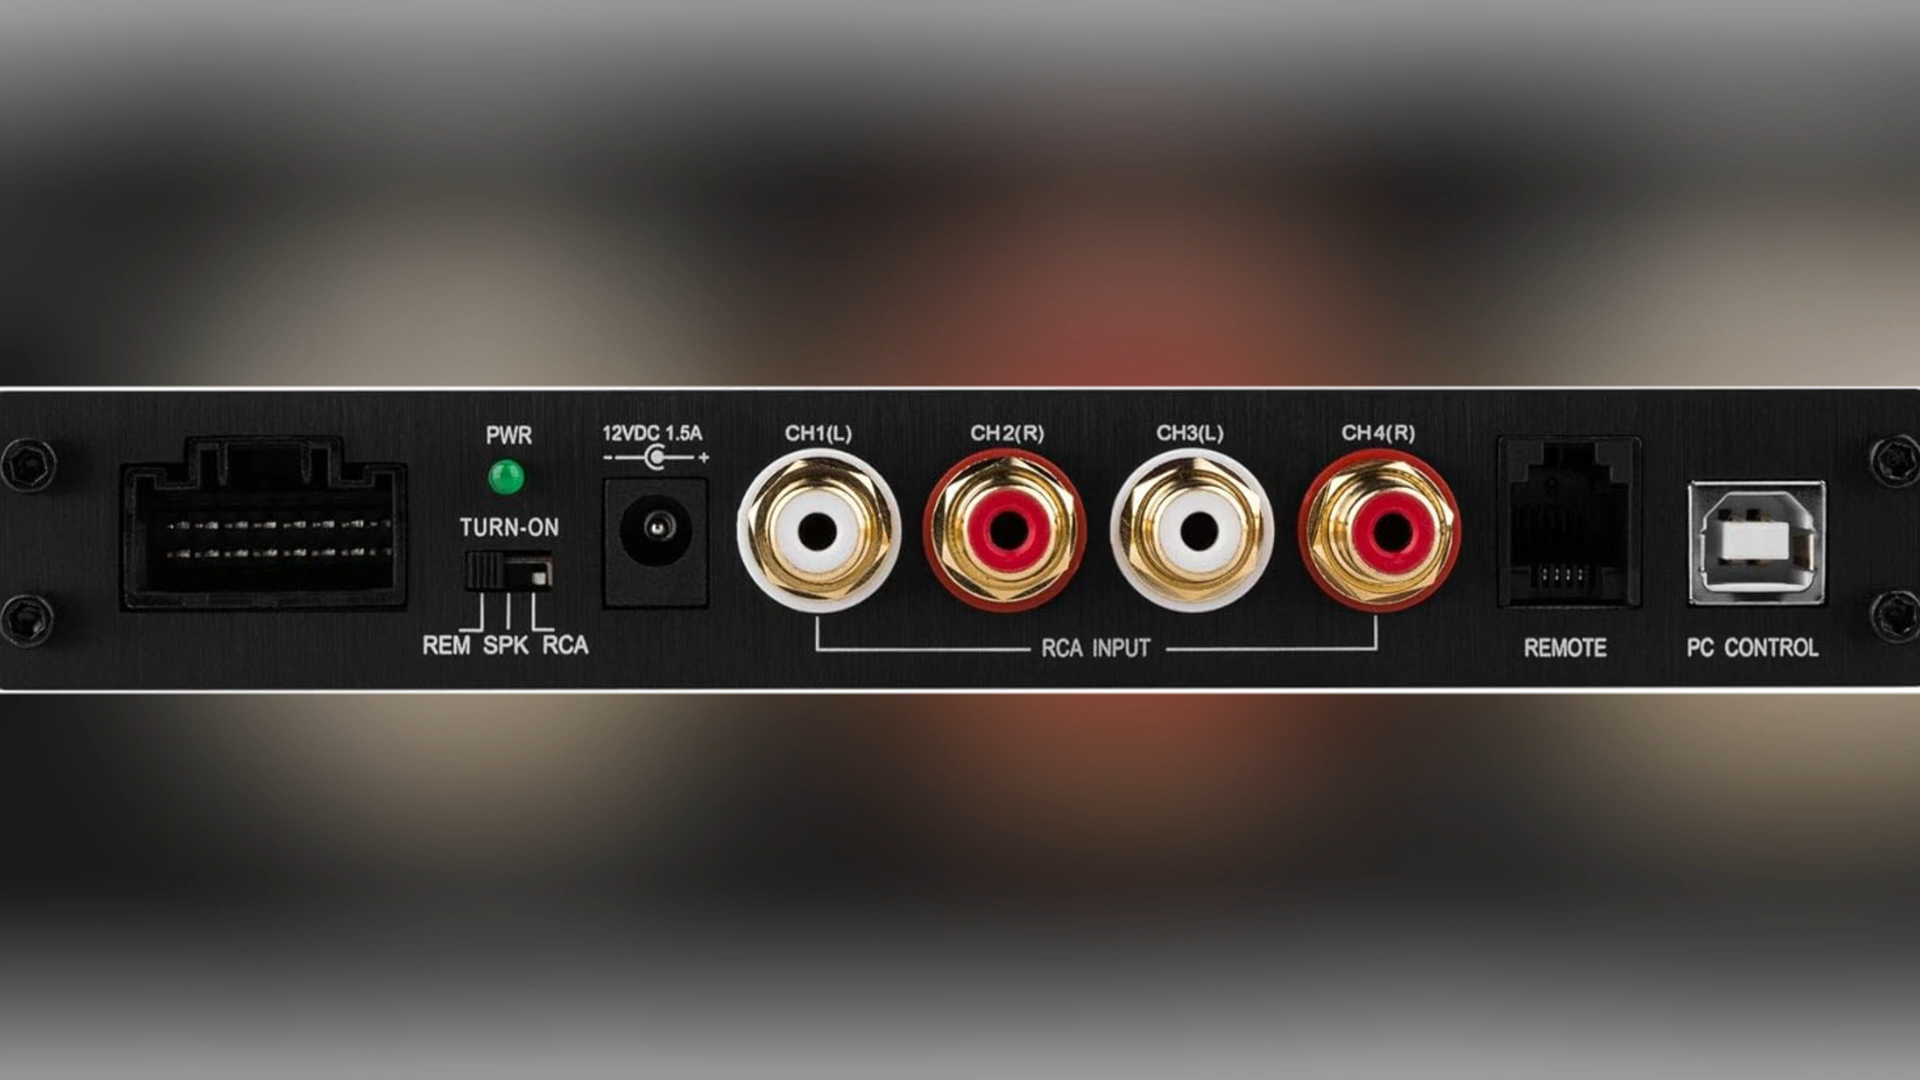 PWR
TURN-ON
REM SPK RCA
12VDC 1.5A
- +
CH1(L)
CH2(R)
CH3(L)
CH4(R)
RCA INPUT
REMOTE
PC CONTROL